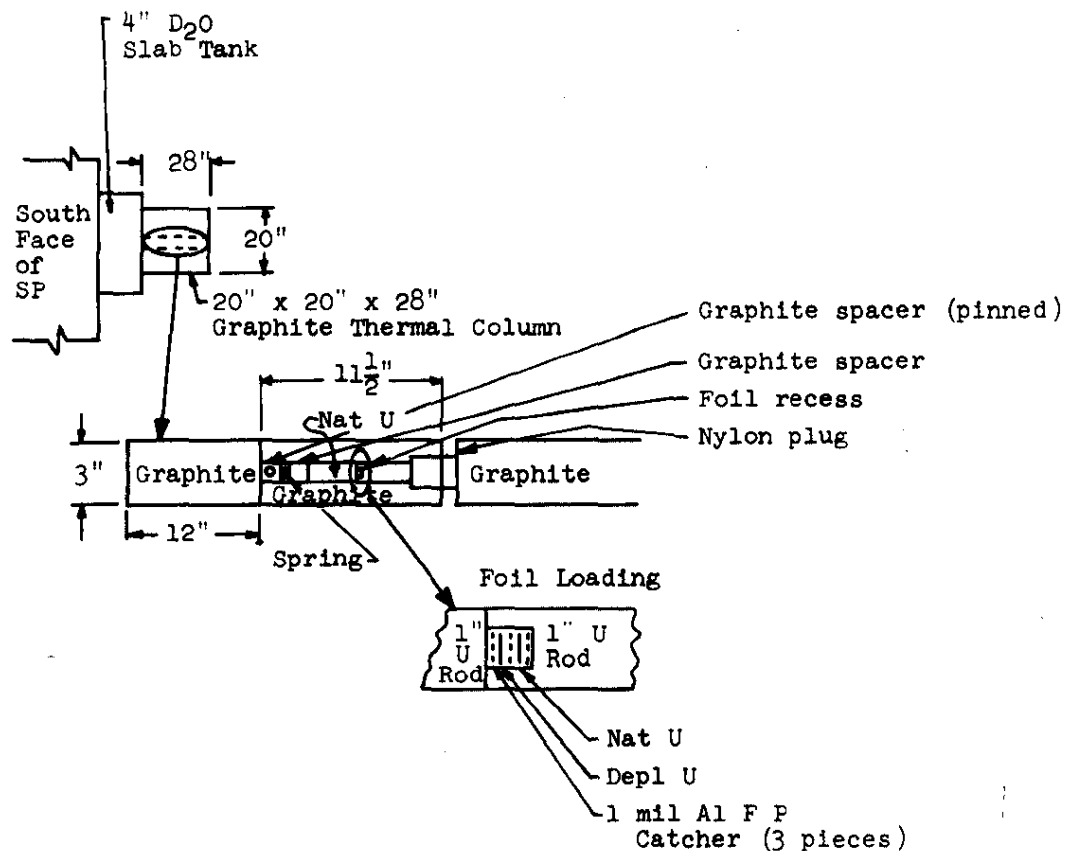 4" D2O
Slab Tank
28"
South
Face
of
SP
20"
20" x 20" x 28"
Graphite Thermal Column
Graphite spacer (pinned)
11 1/2"
Graphite spacer
Nat U
Foil recess
Nylon plug
3"
Graphite
Graphite
Graphite
12"
Spring
Foil Loading
1"
U
Rod
1" U
Rod
Nat U
Depl U
1 mil Al F P
Catcher (3 pieces)